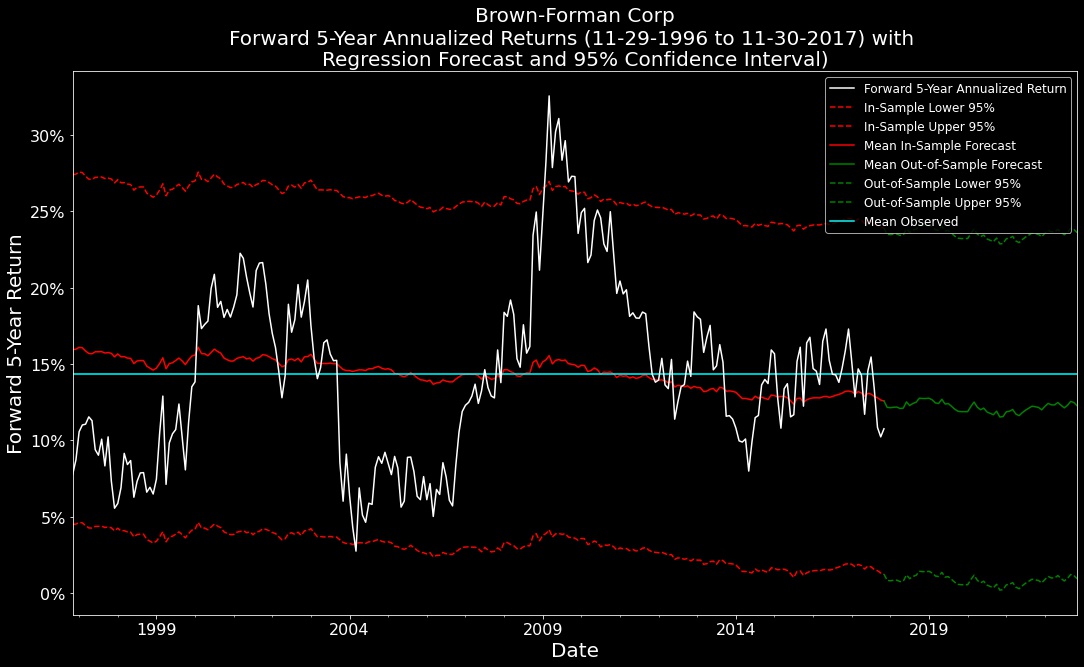 Brown-Forman Corp
Forward 5-Year Annualized Returns (11-29-1996 to 11-30-2017) with
Regression Forecast and 95% Confidence Interval)
Forward 5-Year Annualized Return
In-Sample Lower 95%
In-Sample Upper 95%
Mean In-Sample Forecast
Mean Out-of-Sample Forecast
Out-of-Sample Lower 95%
Out-of-Sample Upper 95%
Mean Observed
Forward 5-Year Return
30%
25%
20%
15%
10%
5%
0%
1999 2004 2009 2014 2019
Date